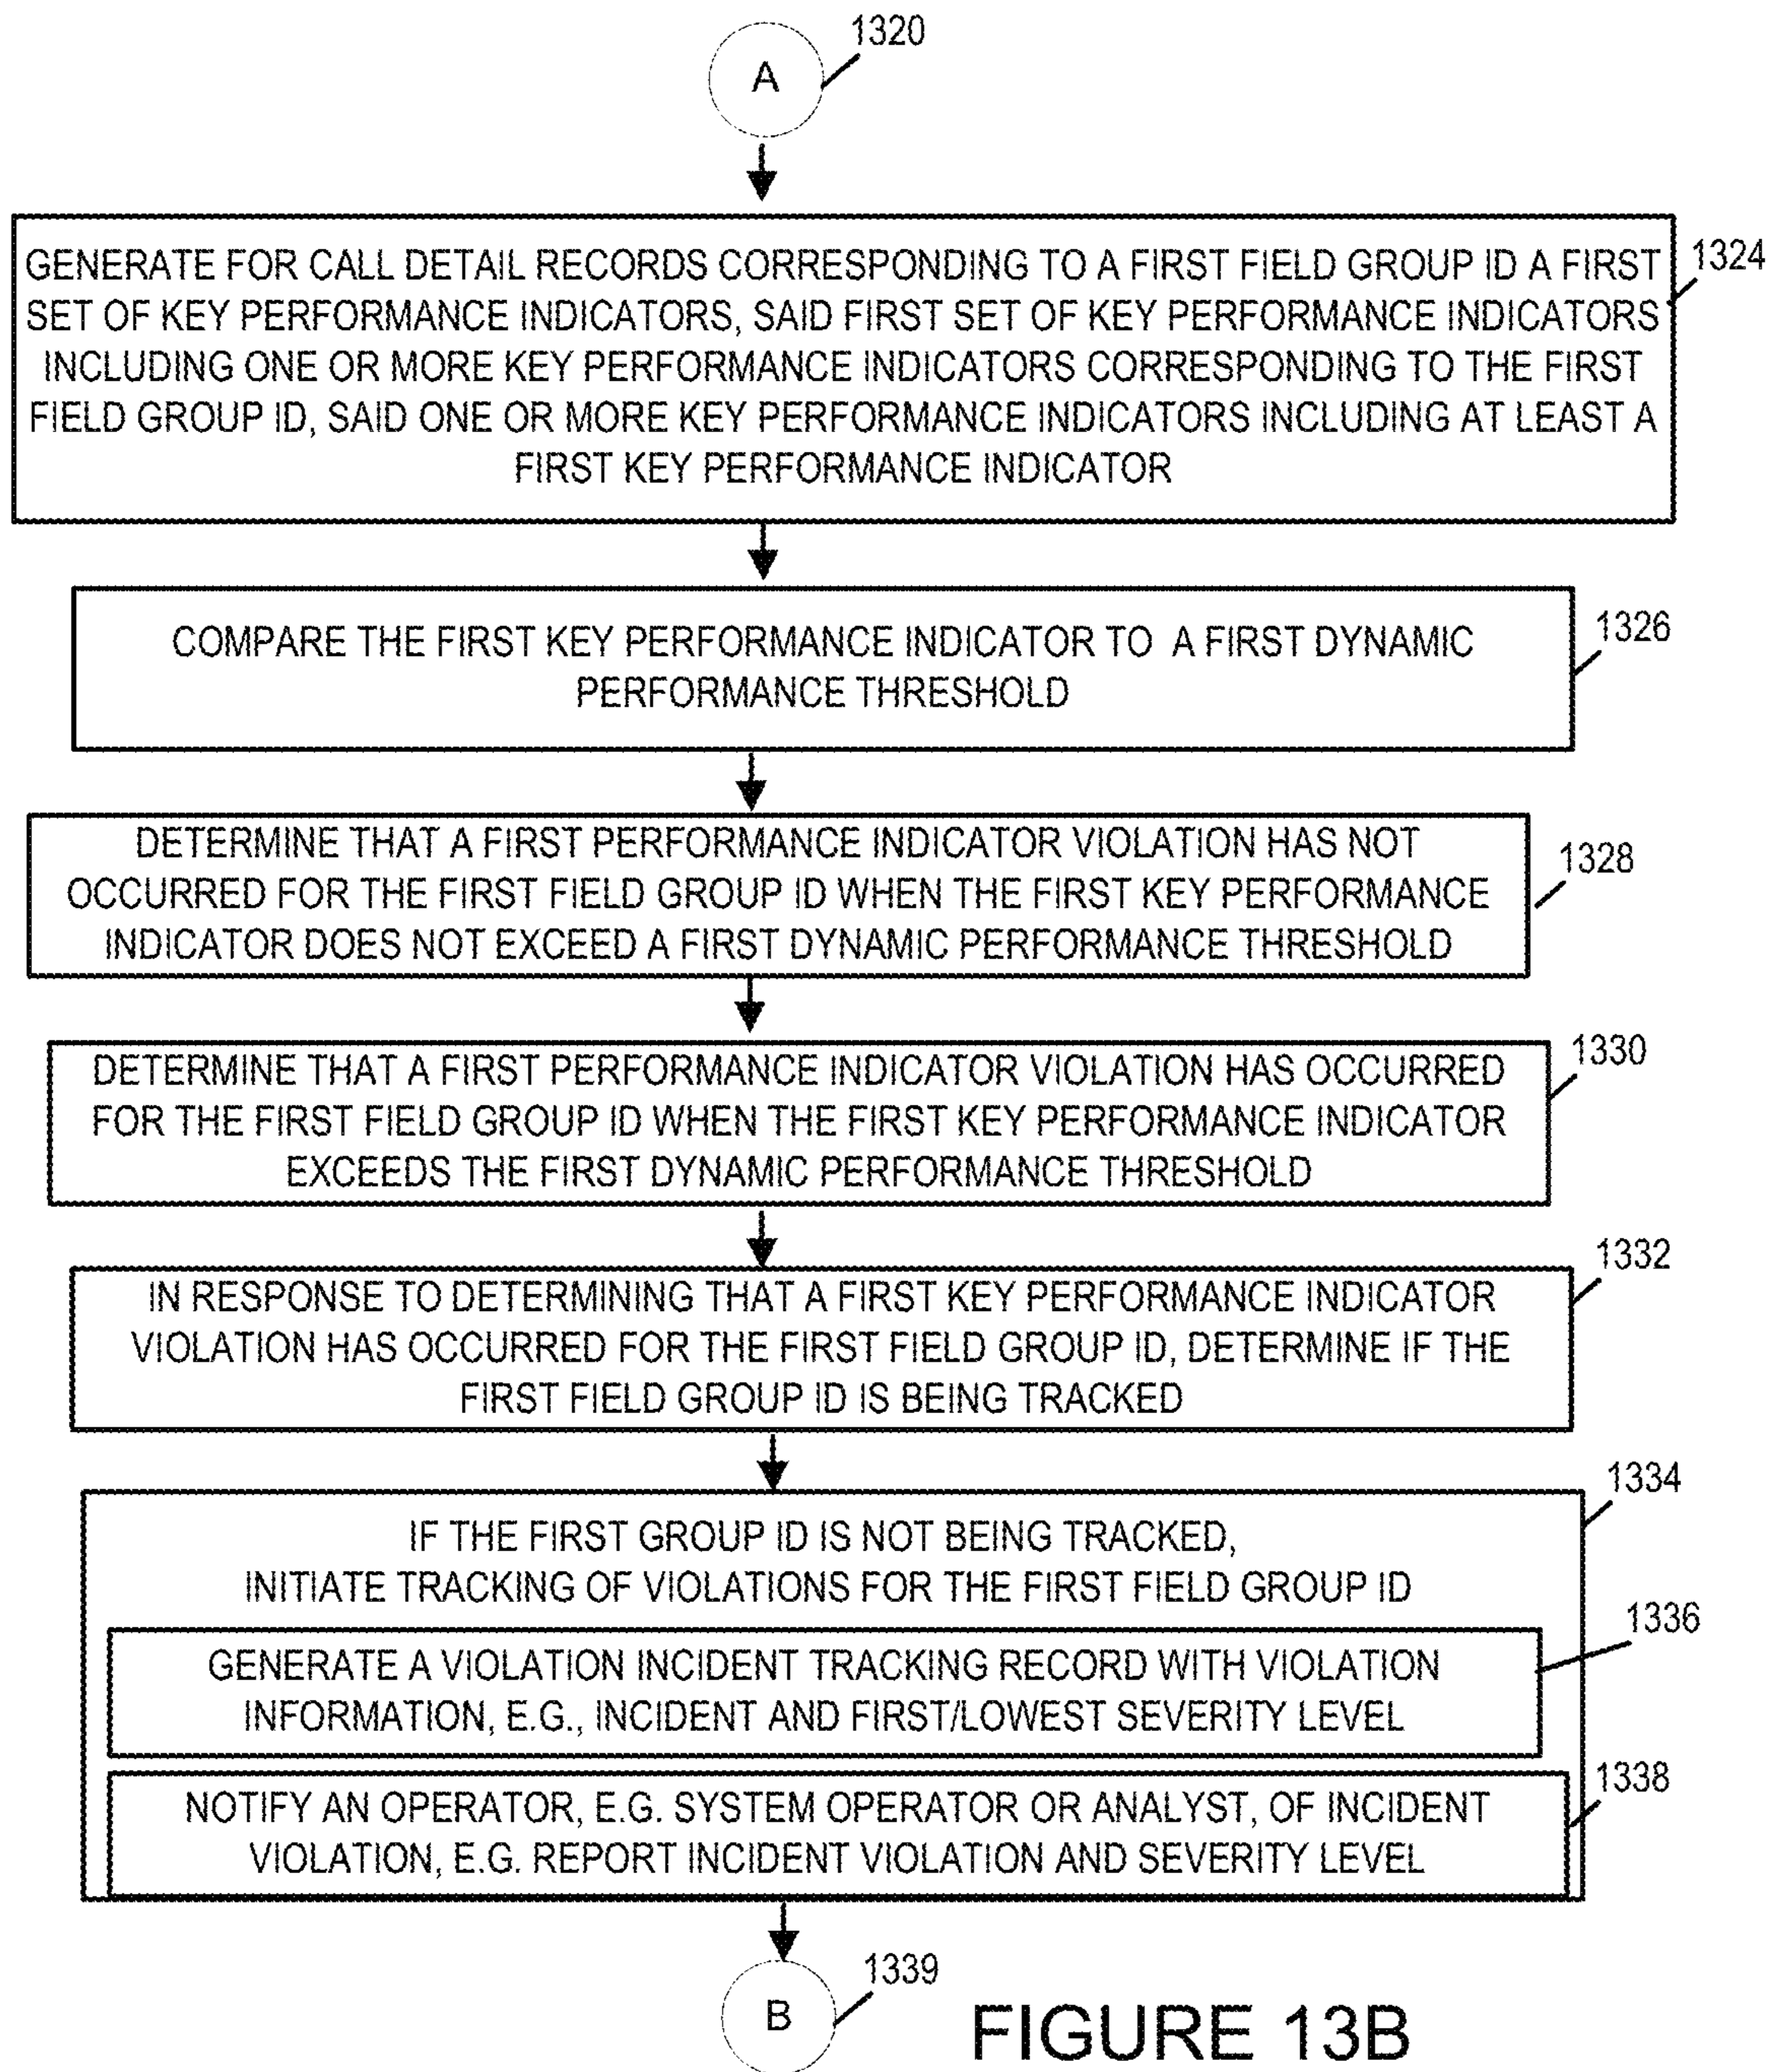 1320
A
GENERATE FOR CALL DETAIL RECORDS CORRESPONDING TO A FIRST FIELD GROUP ID A FIRST
SET OF KEY PERFORMANCE INDICATORS, SAID FIRST SET OF KEY PERFORMANCE INDICATORS
INCLUDING ONE OR MORE KEY PERFORMANCE INDICATORS CORRESPONDING TO THE FIRST
FIELD GROUP ID, SAID ONE OR MORE KEY PERFORMANCE INDICATORS INCLUDING AT LEAST A
FIRST KEY PERFORMANCE INDICATOR
1324
COMPARE THE FIRST KEY PERFORMANCE INDICATOR TO A FIRST DYNAMIC
PERFORMANCE THRESHOLD
1326
DETERMINE THAT A FIRST PERFORMANCE INDICATOR VIOLATION HAS NOT
OCCURRED FOR THE FIRST FIELD GROUP ID WHEN THE FIRST KEY PERFORMANCE
INDICATOR DOES NOT EXCEED A FIRST DYNAMIC PERFORMANCE THRESHOLD
1328
DETERMINE THAT A FIRST PERFORMANCE INDICATOR VIOLATION HAS OCCURRED
FOR THE FIRST FIELD GROUP ID WHEN THE FIRST KEY PERFORMANCE INDICATOR
EXCEEDS THE FIRST DYNAMIC PERFORMANCE THRESHOLD
1330
IN RESPONSE TO DETERMINING THAT A FIRST KEY PERFORMANCE INDICATOR
VIOLATION HAS OCCURRED FOR THE FIRST FIELD GROUP ID, DETERMINE IF THE
FIRST FIELD GROUP ID IS BEING TRACKED
1332
IF THE FIRST GROUP ID IS NOT BEING TRACKED,
INITIATE TRACKING OF VIOLATIONS FOR THE FIRST FIELD GROUP ID
1334
GENERATE A VIOLATION INCIDENT TRACKING RECORD WITH VIOLATION
INFORMATION, E.G., INCIDENT AND FIRST/LOWEST SEVERITY LEVEL
1336
NOTIFY AN OPERATOR, E.G. SYSTEM OPERATOR OR ANALYST, OF INCIDENT
VIOLATION, E.G. REPORT INCIDENT VIOLATION AND SEVERITY LEVEL
1338
B
1339
FIGURE 13B